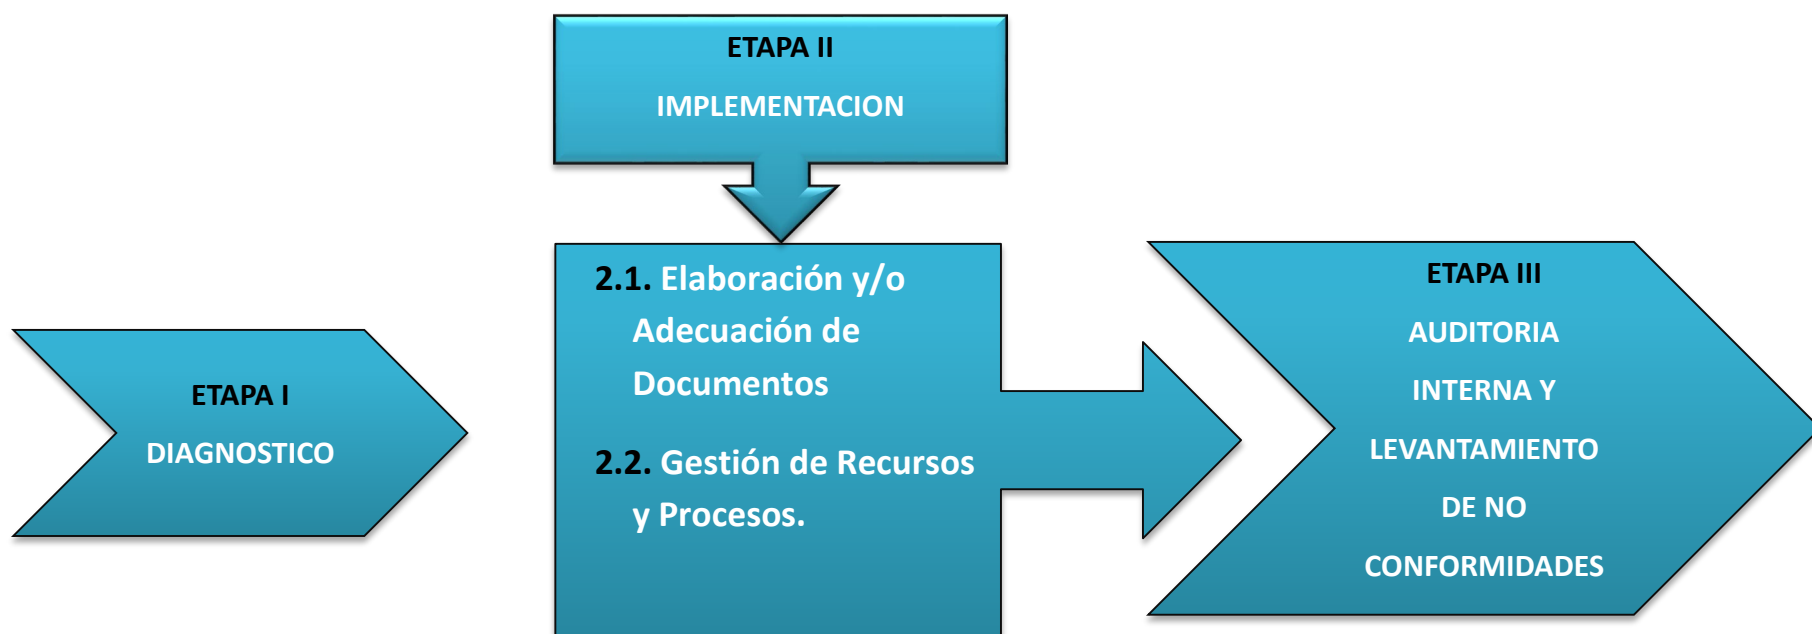 ETAPA II
IMPLEMENTACION
ETAPA I
DIAGNOSTICO
2.1. Elaboración y/o
Adecuación de
Documentos
2.2. Gestión de Recursos
y Procesos.
ETAPA III
AUDITORIA
INTERNA Y
LEVANTAMIENTO
DE NO
CONFORMIDADES